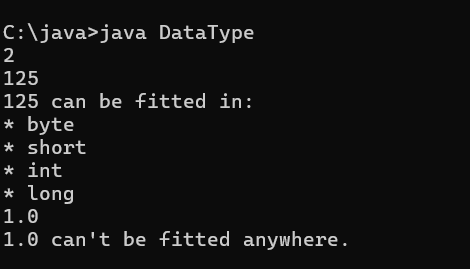 C:\java>java DataType
2
125
125 can be fitted in:
* byte
* short
* int
* long
1.0
1.0 can't be fitted anywhere.